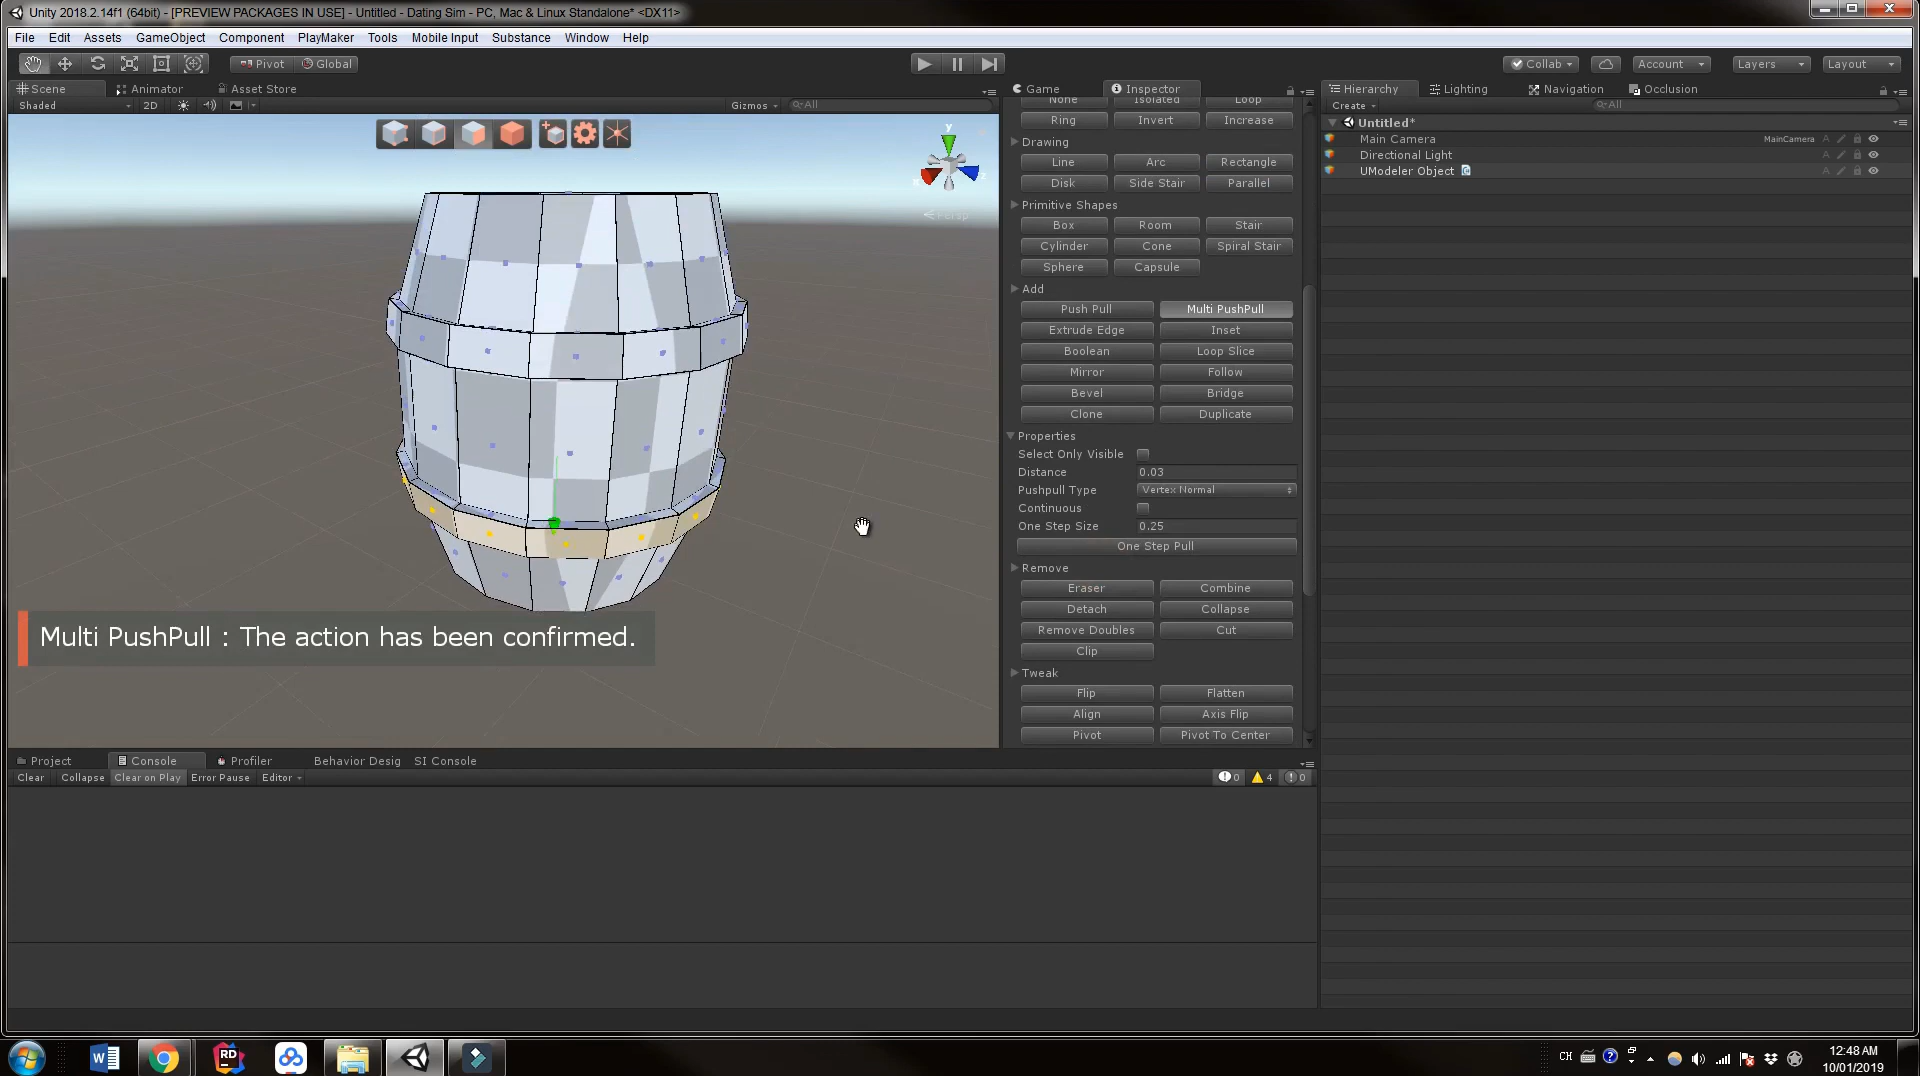 Unity 2018.2.14f1 (64bit) - [PREVIEW PACKAGES IN USE] - Untitled - Dating Sim - PC, Mac & Linux Standalone* <DX11>
File Edit Assets GameObject Component PlayMaker Tools Mobile Input Substance Window Help
Pivot Global Collab Account Layers Layout
Scene Animator Asset Store Game Inspector Hierarchy Lighting Navigation Occlusion
Shaded 2D Gizmos All
Create All
None Isolated Loop
Ring Invert Increase
Drawing
Line Arc Rectangle
Disk Side Stair Parallel
Primitive Shapes
Box Room Stair
Cylinder Cone Spiral Stair
Sphere Capsule
Add
Push Pull Multi PushPull
Extrude Edge Inset
Boolean Loop Slice
Mirror Follow
Bevel Bridge
Clone Duplicate
Properties
Select Only Visible
Distance 0.03
Pushpull Type Vertex Normal
Continuous
One Step Size 0.25
One Step Pull
Remove
Eraser Combine
Detach Collapse
Remove Doubles Cut
Clip
Tweak
Flip Flatten
Align Axis Flip
Pivot Pivot To Center
Untitled*
Main Camera MainCamera
Directional Light
UModeler Object
y
x
z
Persp
Multi PushPull : The action has been confirmed.
Project Console Profiler Behavior Desig SI Console
Clear Collapse Clear on Play Error Pause Editor 0 4 0
CH 12:48 AM
10/01/2019